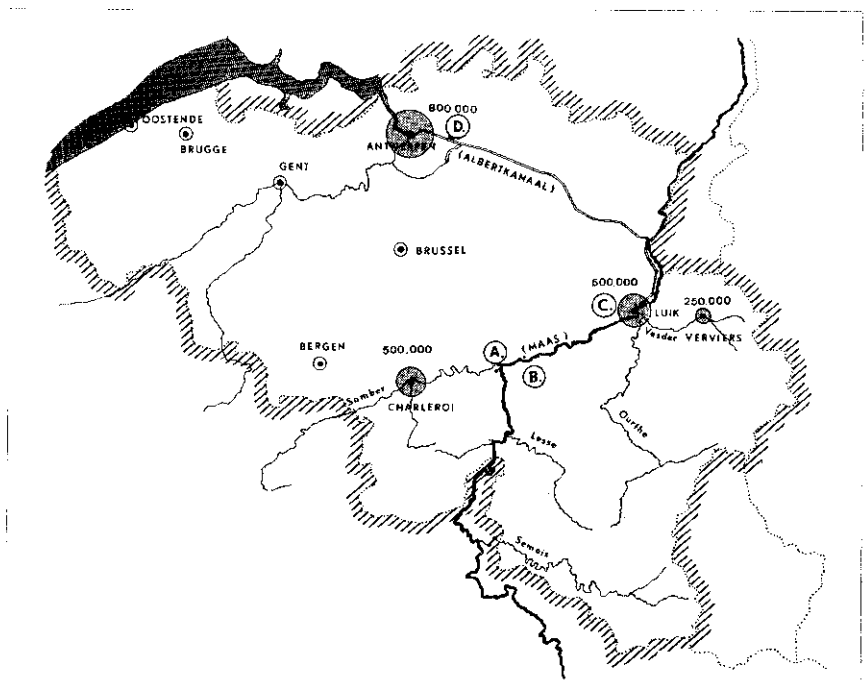 800.000
OOSTENDE
D.
BRUGGE
ANTWERPEN
GENT
(ALBERTKANAAL)
BRUSSEL
600,000
C.
250.000
LUIK
(MAAS)
Vesder
VERVIERS
BERGEN
500,000
A.
B.
Samber
CHARLEROI
Ourthe
Lesse
Semois